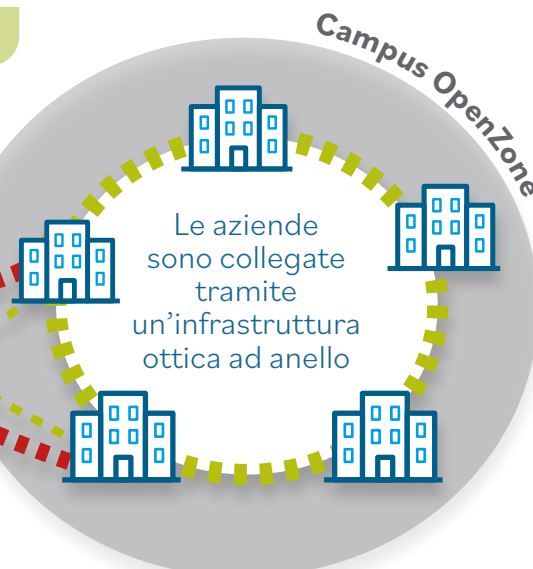 Campus OpenZone
Le aziende
sono collegate
tramite
un'infrastruttura
ottica ad anello